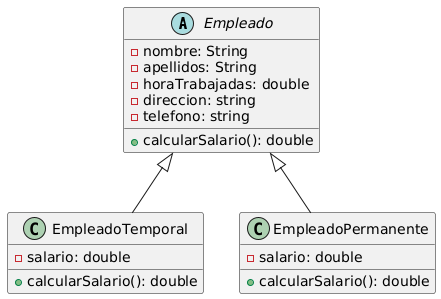 A Empleado
nombre: String
apellidos: String
horaTrabajadas: double
direccion: string
telefono: string
calcularSalario(): double
C EmpleadoTemporal
salario: double
calcularSalario(): double
C EmpleadoPermanente
salario: double
calcularSalario(): double